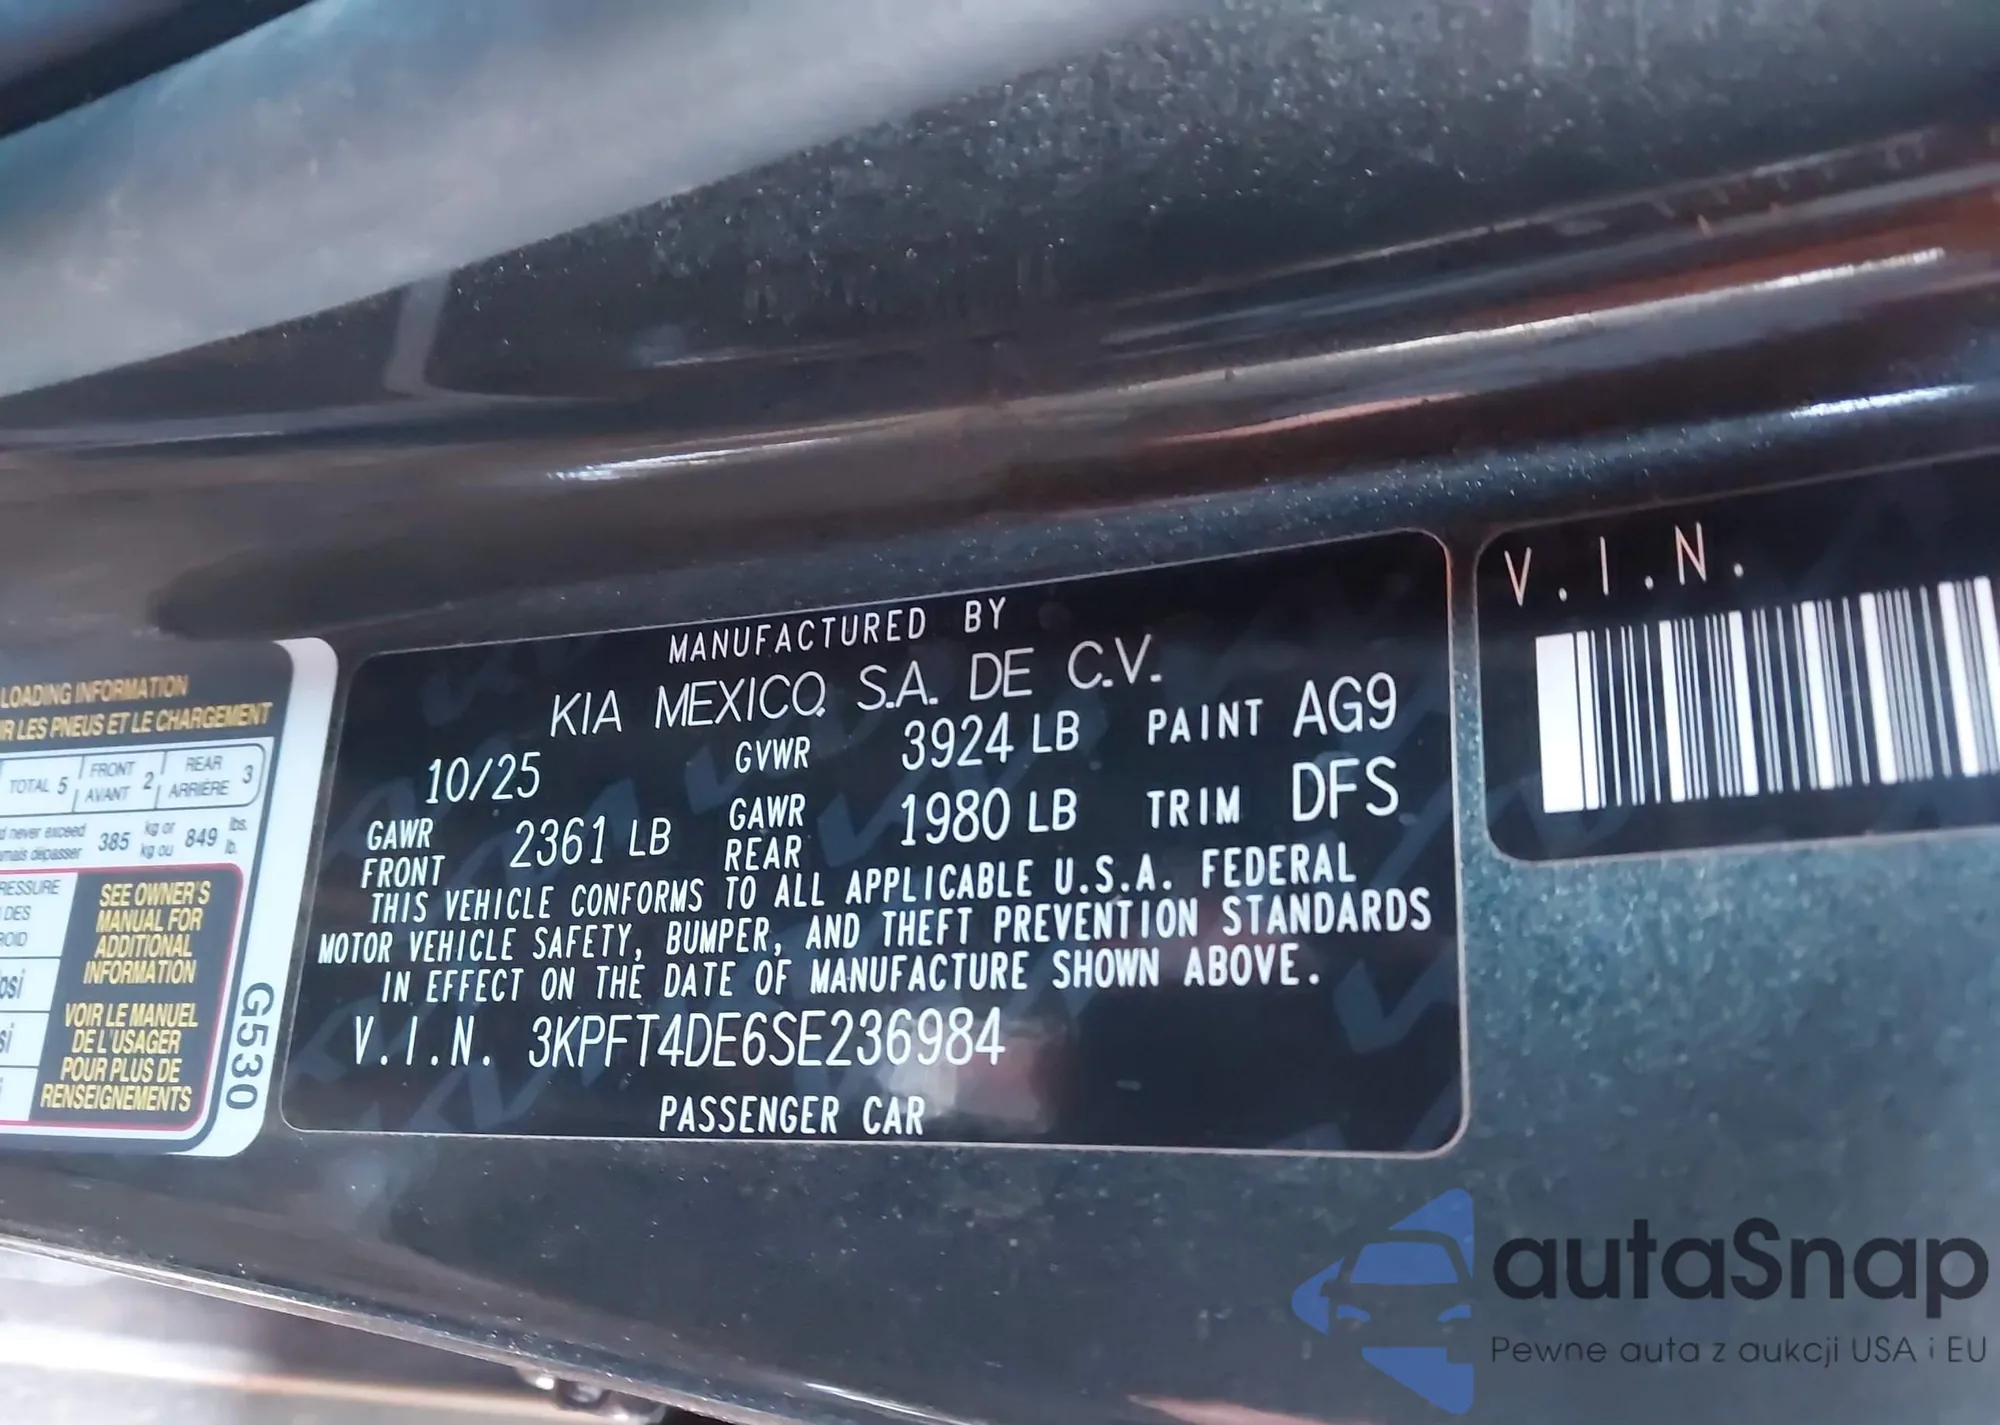 LOADING INFORMATION
LES PNEUS ET LE CHARGEMENT
TOTAL 5 FRONT AVANT 2 REAR ARRIÈRE 3
never exceed 385 kg or 849 lbs.
dépasser kg ou lb.
SEE OWNER'S
MANUAL FOR
ADDITIONAL
INFORMATION
VOIR LE MANUEL
DE L'USAGER
POUR PLUS DE
RENSEIGNEMENTS
G530
MANUFACTURED BY
KIA MEXICO, S.A. DE C.V.
10/25 GVWR 3924 LB PAINT AG9
GAWR FRONT 2361 LB GAWR REAR 1980 LB TRIM DFS
THIS VEHICLE CONFORMS TO ALL APPLICABLE U.S.A. FEDERAL
MOTOR VEHICLE SAFETY, BUMPER, AND THEFT PREVENTION STANDARDS
IN EFFECT ON THE DATE OF MANUFACTURE SHOWN ABOVE.
V.I.N. 3KPFT4DE6SE236984
PASSENGER CAR
V.I.N.
autaSnap
Pewne auta z aukcji USA i EU